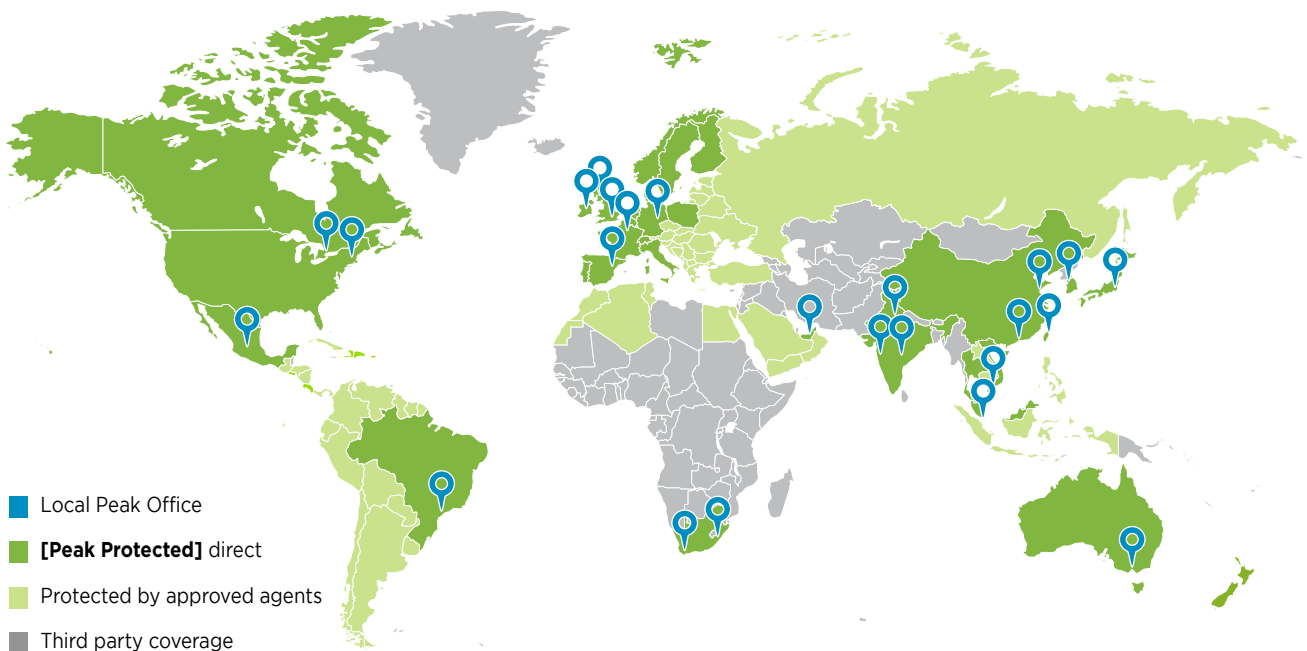 Local Peak Office
[Peak Protected] direct
Protected by approved agents
Third party coverage